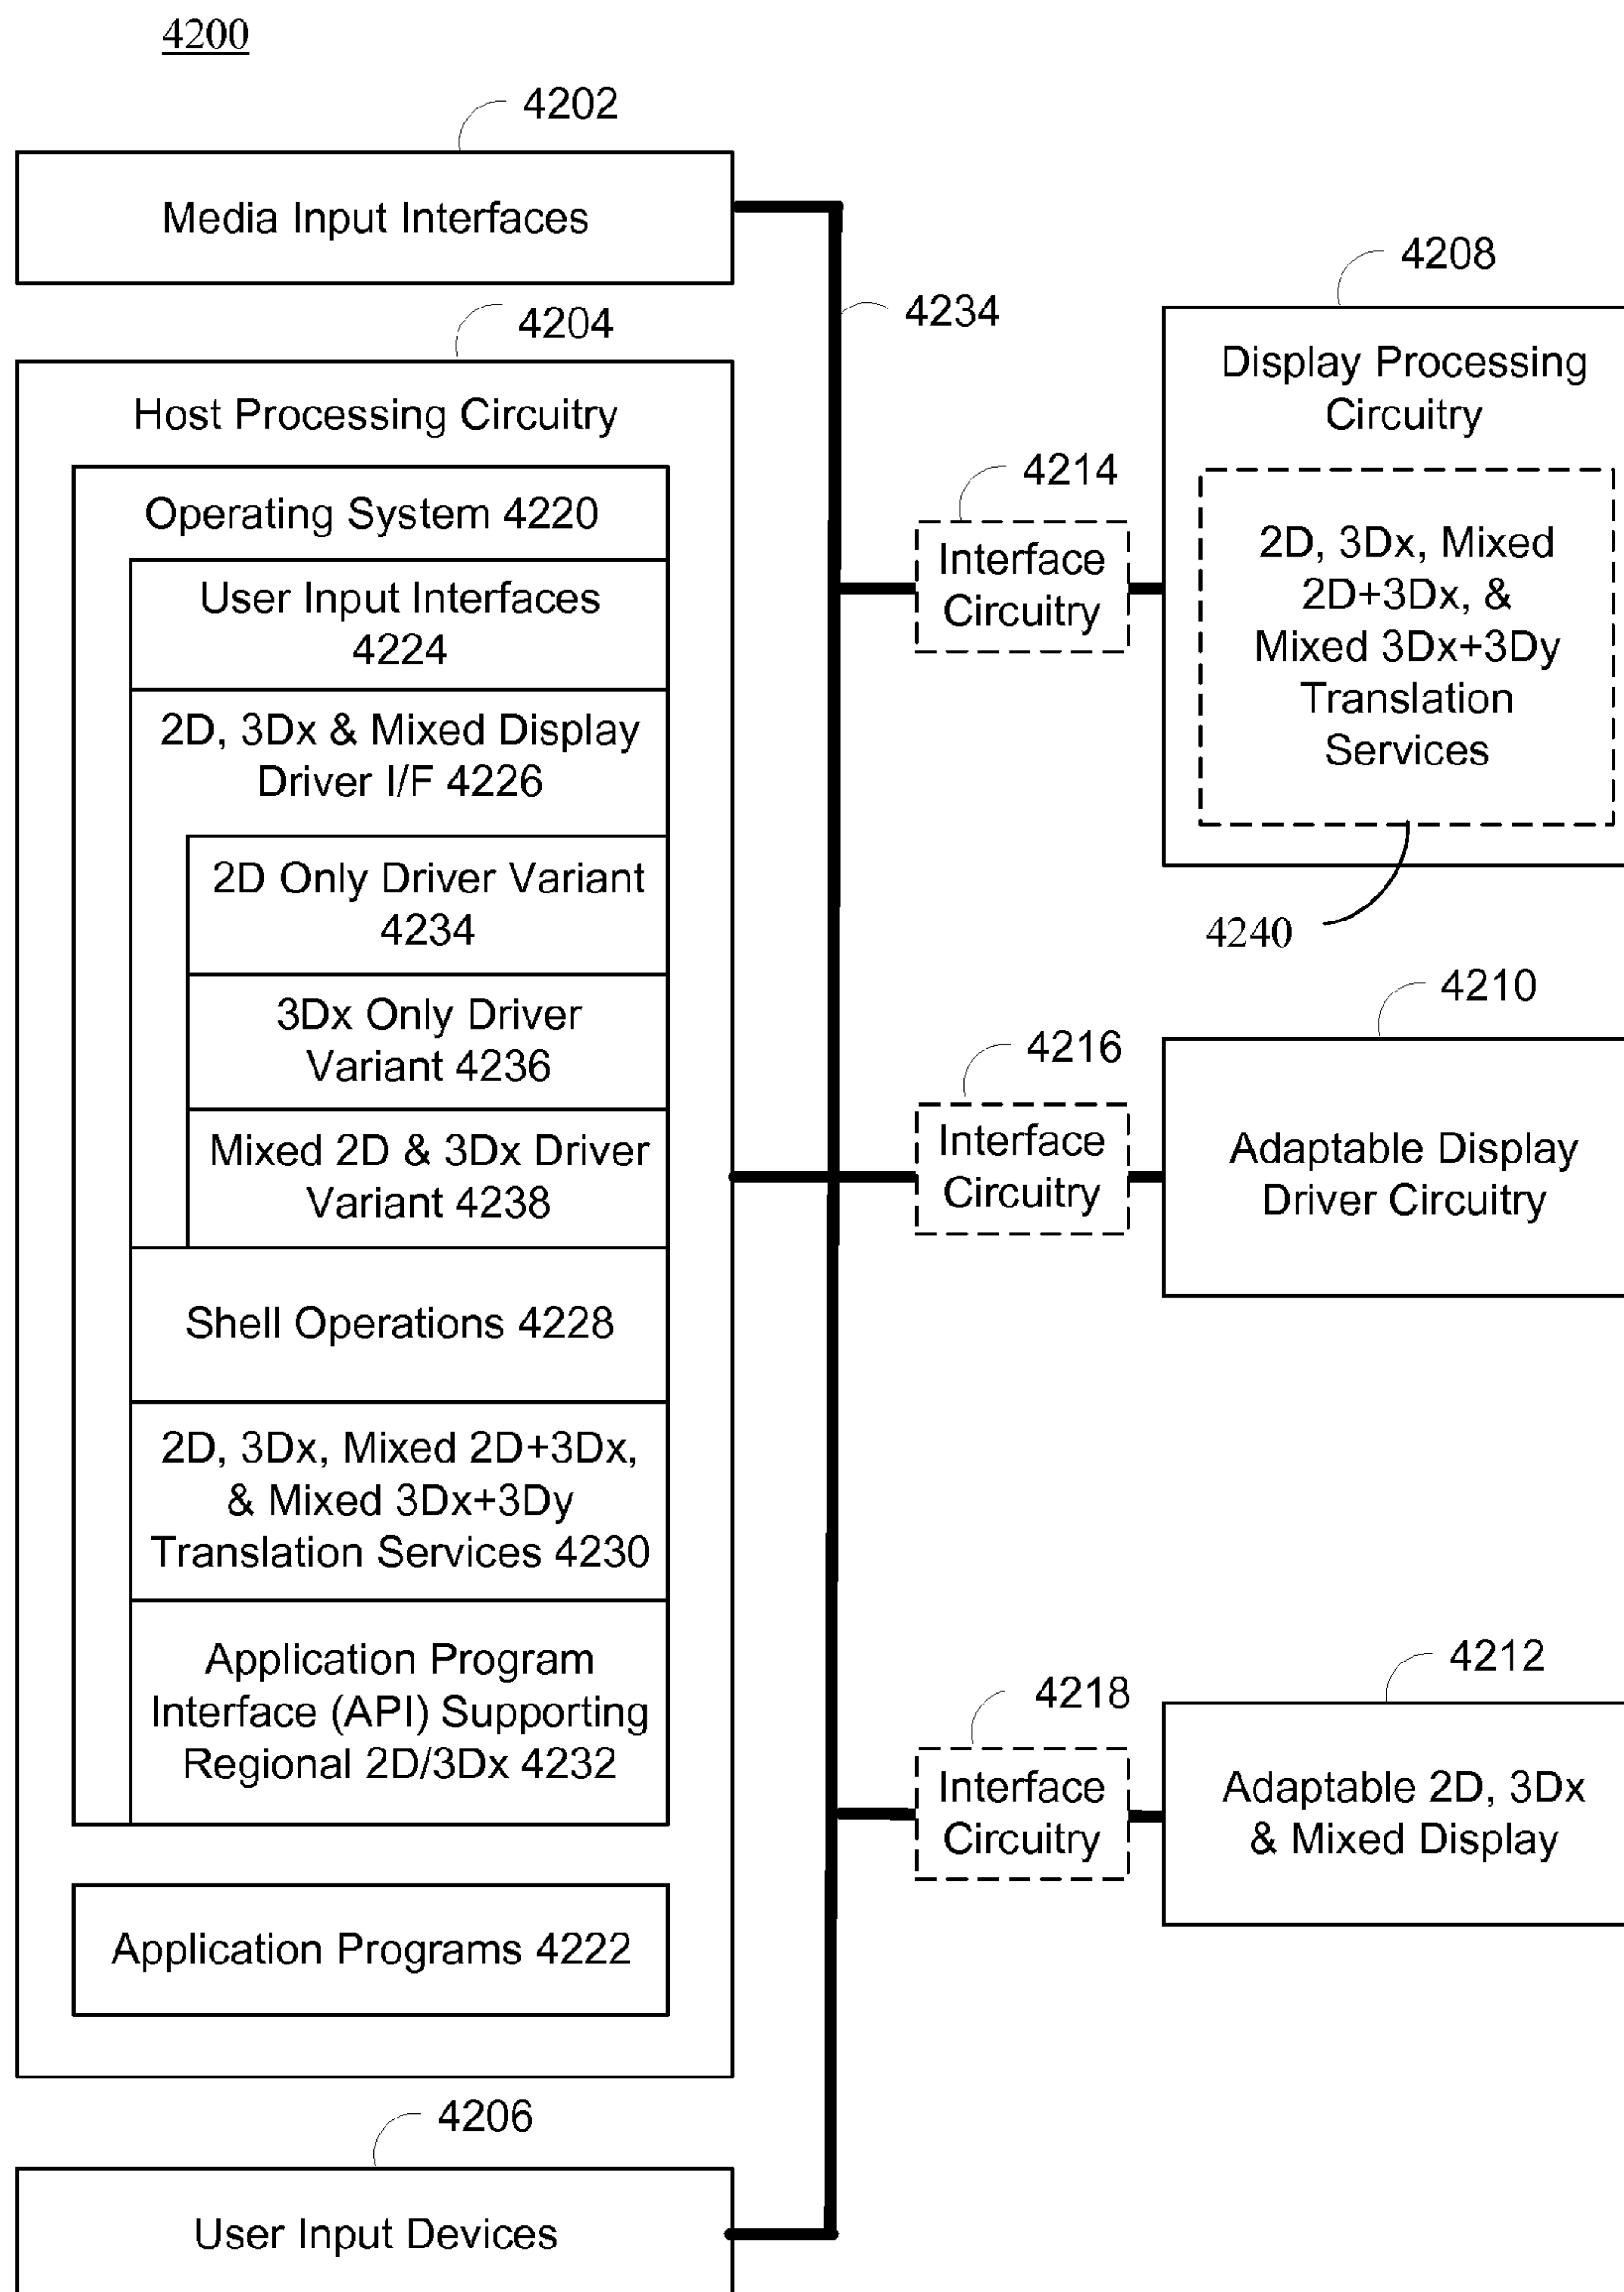 4200
4202
Media Input Interfaces
4204
Host Processing Circuitry
Operating System 4220
User Input Interfaces
4224
2D, 3Dx & Mixed Display
Driver I/F 4226
2D Only Driver Variant
4234
3Dx Only Driver
Variant 4236
Mixed 2D & 3Dx Driver
Variant 4238
Shell Operations 4228
2D, 3Dx, Mixed 2D+3Dx,
& Mixed 3Dx+3Dy
Translation Services 4230
Application Program
Interface (API) Supporting
Regional 2D/3Dx 4232
Application Programs 4222
4206
User Input Devices
4234
4214
Interface
Circuitry
4208
Display Processing
Circuitry
2D, 3Dx, Mixed
2D+3Dx, &
Mixed 3Dx+3Dy
Translation
Services
4240
4216
Interface
Circuitry
4210
Adaptable Display
Driver Circuitry
4218
Interface
Circuitry
4212
Adaptable 2D, 3Dx
& Mixed Display